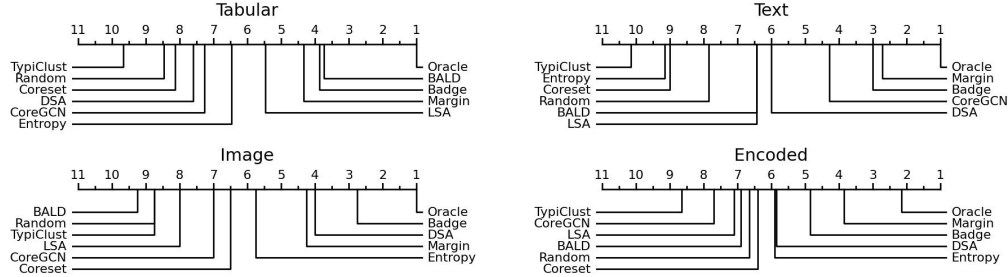 Tabular
11 10 9 8 7 6 5 4 3 2 1
TypiClust
Random
Coreset
DSA
CoreGCN
Entropy
Oracle
BALD
Badge
Margin
LSA
Text
11 10 9 8 7 6 5 4 3 2 1
TypiClust
Entropy
Coreset
Random
BALD
LSA
Oracle
Margin
Badge
CoreGCN
DSA
Image
11 10 9 8 7 6 5 4 3 2 1
BALD
Random
TypiClust
LSA
CoreGCN
Coreset
Oracle
Badge
DSA
Margin
Entropy
Encoded
11 10 9 8 7 6 5 4 3 2 1
TypiClust
CoreGCN
LSA
BALD
Random
Coreset
Oracle
Margin
Badge
DSA
Entropy